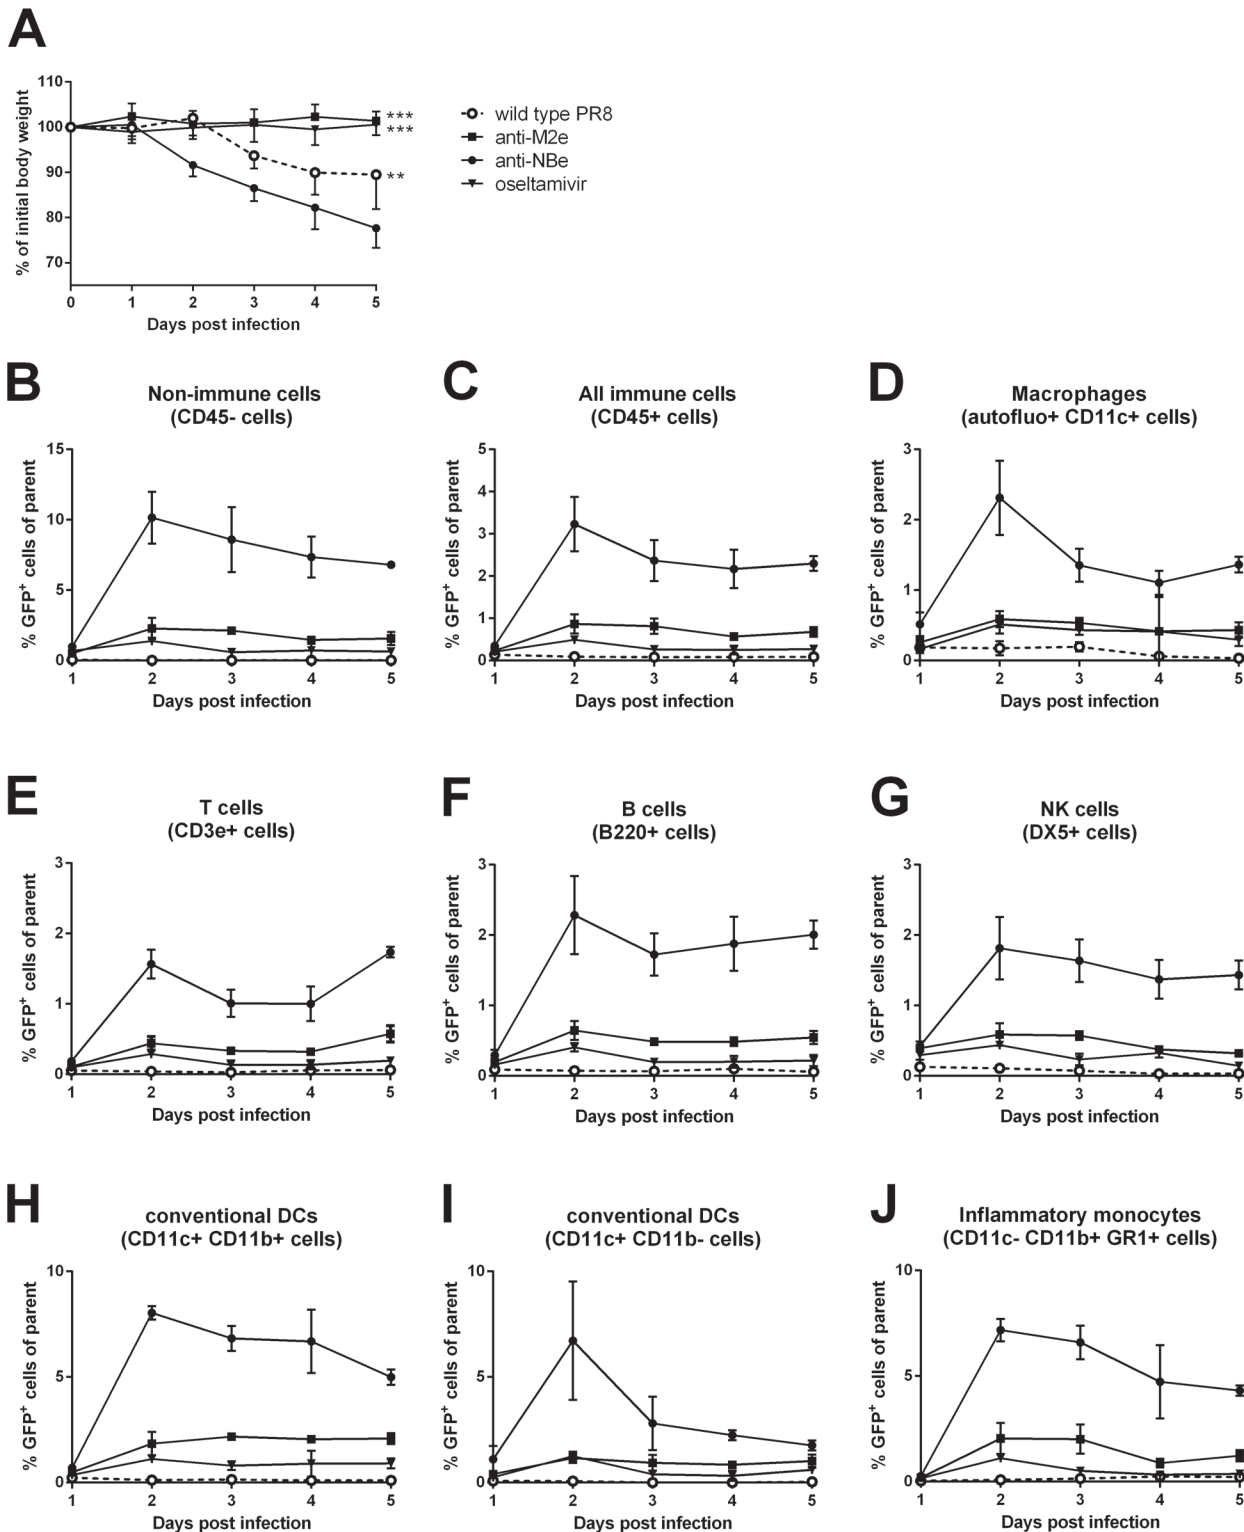 A
110
100
90
80
70
% of initial body weight
***
***
**
0 1 2 3 4 5
Days post infection
wild type PR8
anti-M2e
anti-NBe
oseltamivir
B
Non-immune cells
(CD45- cells)
15
10
5
0
% GFP+ cells of parent
1 2 3 4 5
Days post infection
C
All immune cells
(CD45+ cells)
5
4
3
2
1
0
% GFP+ cells of parent
1 2 3 4 5
Days post infection
D
Macrophages
(autofluo+ CD11c+ cells)
3
2
1
0
% GFP+ cells of parent
1 2 3 4 5
Days post infection
E
T cells
(CD3e+ cells)
3
2
1
0
% GFP+ cells of parent
1 2 3 4 5
Days post infection
F
B cells
(B220+ cells)
3
2
1
0
% GFP+ cells of parent
1 2 3 4 5
Days post infection
G
NK cells
(DX5+ cells)
3
2
1
0
% GFP+ cells of parent
1 2 3 4 5
Days post infection
H
conventional DCs
(CD11c+ CD11b+ cells)
10
5
0
% GFP+ cells of parent
1 2 3 4 5
Days post infection
I
conventional DCs
(CD11c+ CD11b- cells)
10
5
0
% GFP+ cells of parent
1 2 3 4 5
Days post infection
J
Inflammatory monocytes
(CD11c- CD11b+ GR1+ cells)
10
5
0
% GFP+ cells of parent
1 2 3 4 5
Days post infection